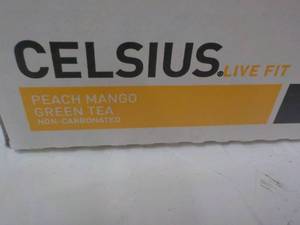 CELSIUS. LIVE FIT
PEACH MANGO
GREEN TEA
NON-CARBONATED